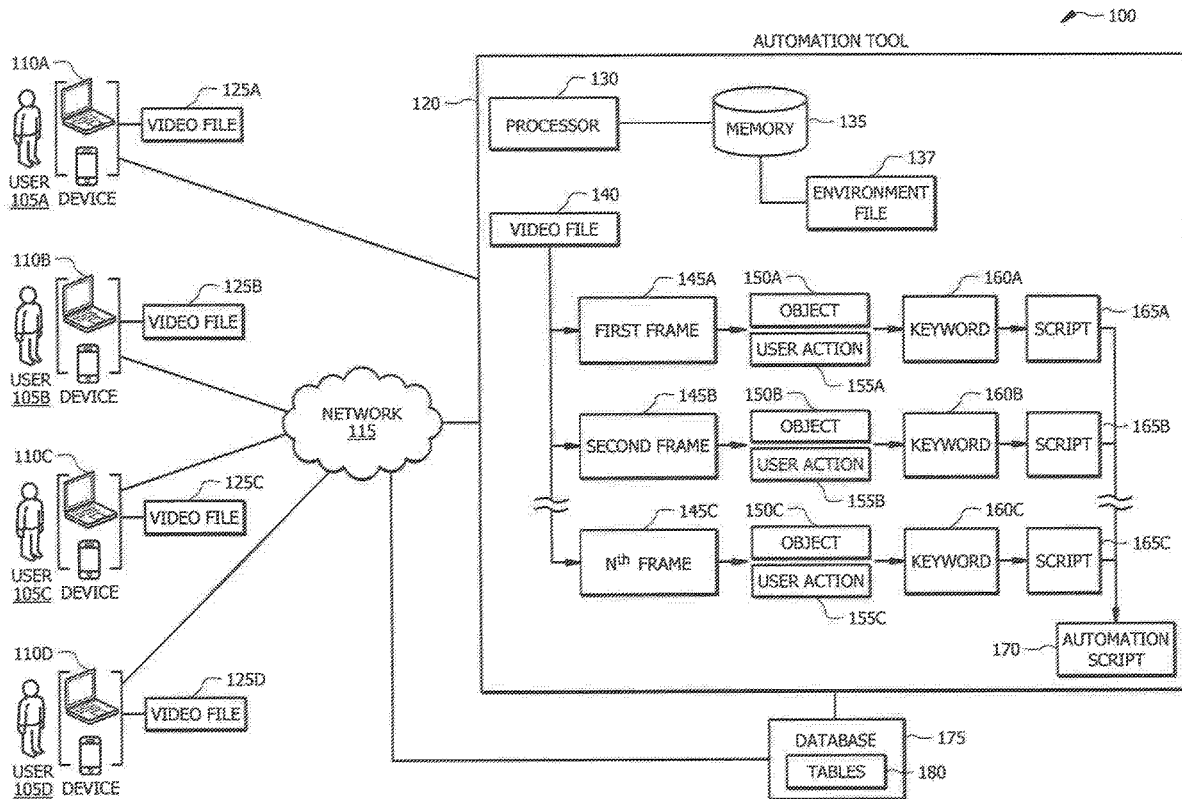 100
AUTOMATION TOOL
110A
125A
VIDEO FILE
USER
105A
DEVICE
120
130
PROCESSOR
MEMORY
135
137
ENVIRONMENT
FILE
140
VIDEO FILE
110B
125B
VIDEO FILE
USER
105B
DEVICE
145A
FIRST FRAME
150A
OBJECT
USER ACTION
155A
160A
KEYWORD
165A
SCRIPT
NETWORK
115
145B
SECOND FRAME
150B
OBJECT
USER ACTION
155B
160B
KEYWORD
165B
SCRIPT
110C
125C
VIDEO FILE
USER
105C
DEVICE
145C
Nth FRAME
150C
OBJECT
USER ACTION
155C
160C
KEYWORD
165C
SCRIPT
170
AUTOMATION
SCRIPT
110D
125D
VIDEO FILE
USER
105D
DEVICE
DATABASE
175
TABLES
180